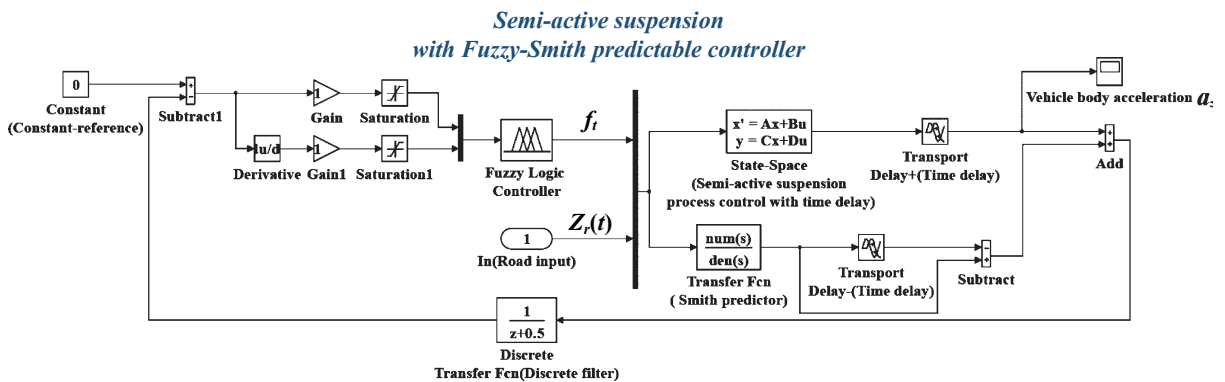 Semi-active suspension
with Fuzzy-Smith predictable controller
0
Constant
(Constant-reference)
+
−
Subtract1
1
Gain
Saturation
du/d
Derivative
1
Gain1
Saturation1
Fuzzy Logic
Controller
ft
1
In(Road input)
Zr(t)
x' = Ax+Bu
y = Cx+Du
State-Space
(Semi-active suspension
process control with time delay)
Transport
Delay+(Time delay)
Vehicle body acceleration a3
+
+
Add
num(s)
den(s)
Transfer Fcn
( Smith predictor)
Transport
Delay-(Time delay)
−
+
Subtract
1
z+0.5
Discrete
Transfer Fcn(Discrete filter)